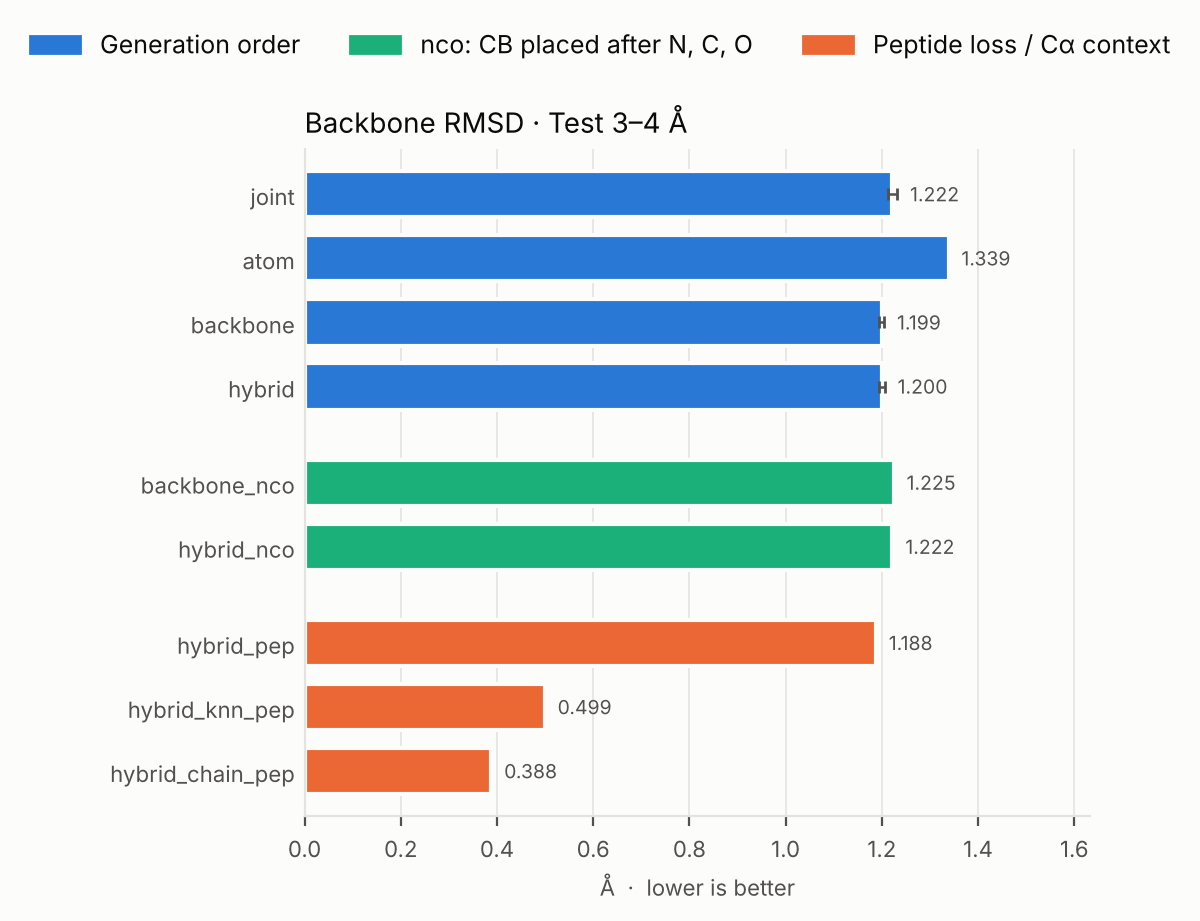 Generation order
nco: CB placed after N, C, O
Peptide loss / Cα context
Backbone RMSD · Test 3–4 Å
joint 1.222
atom 1.339
backbone 1.199
hybrid 1.200
backbone_nco 1.225
hybrid_nco 1.222
hybrid_pep 1.188
hybrid_knn_pep 0.499
hybrid_chain_pep 0.388
0.0 0.2 0.4 0.6 0.8 1.0 1.2 1.4 1.6
Å · lower is better